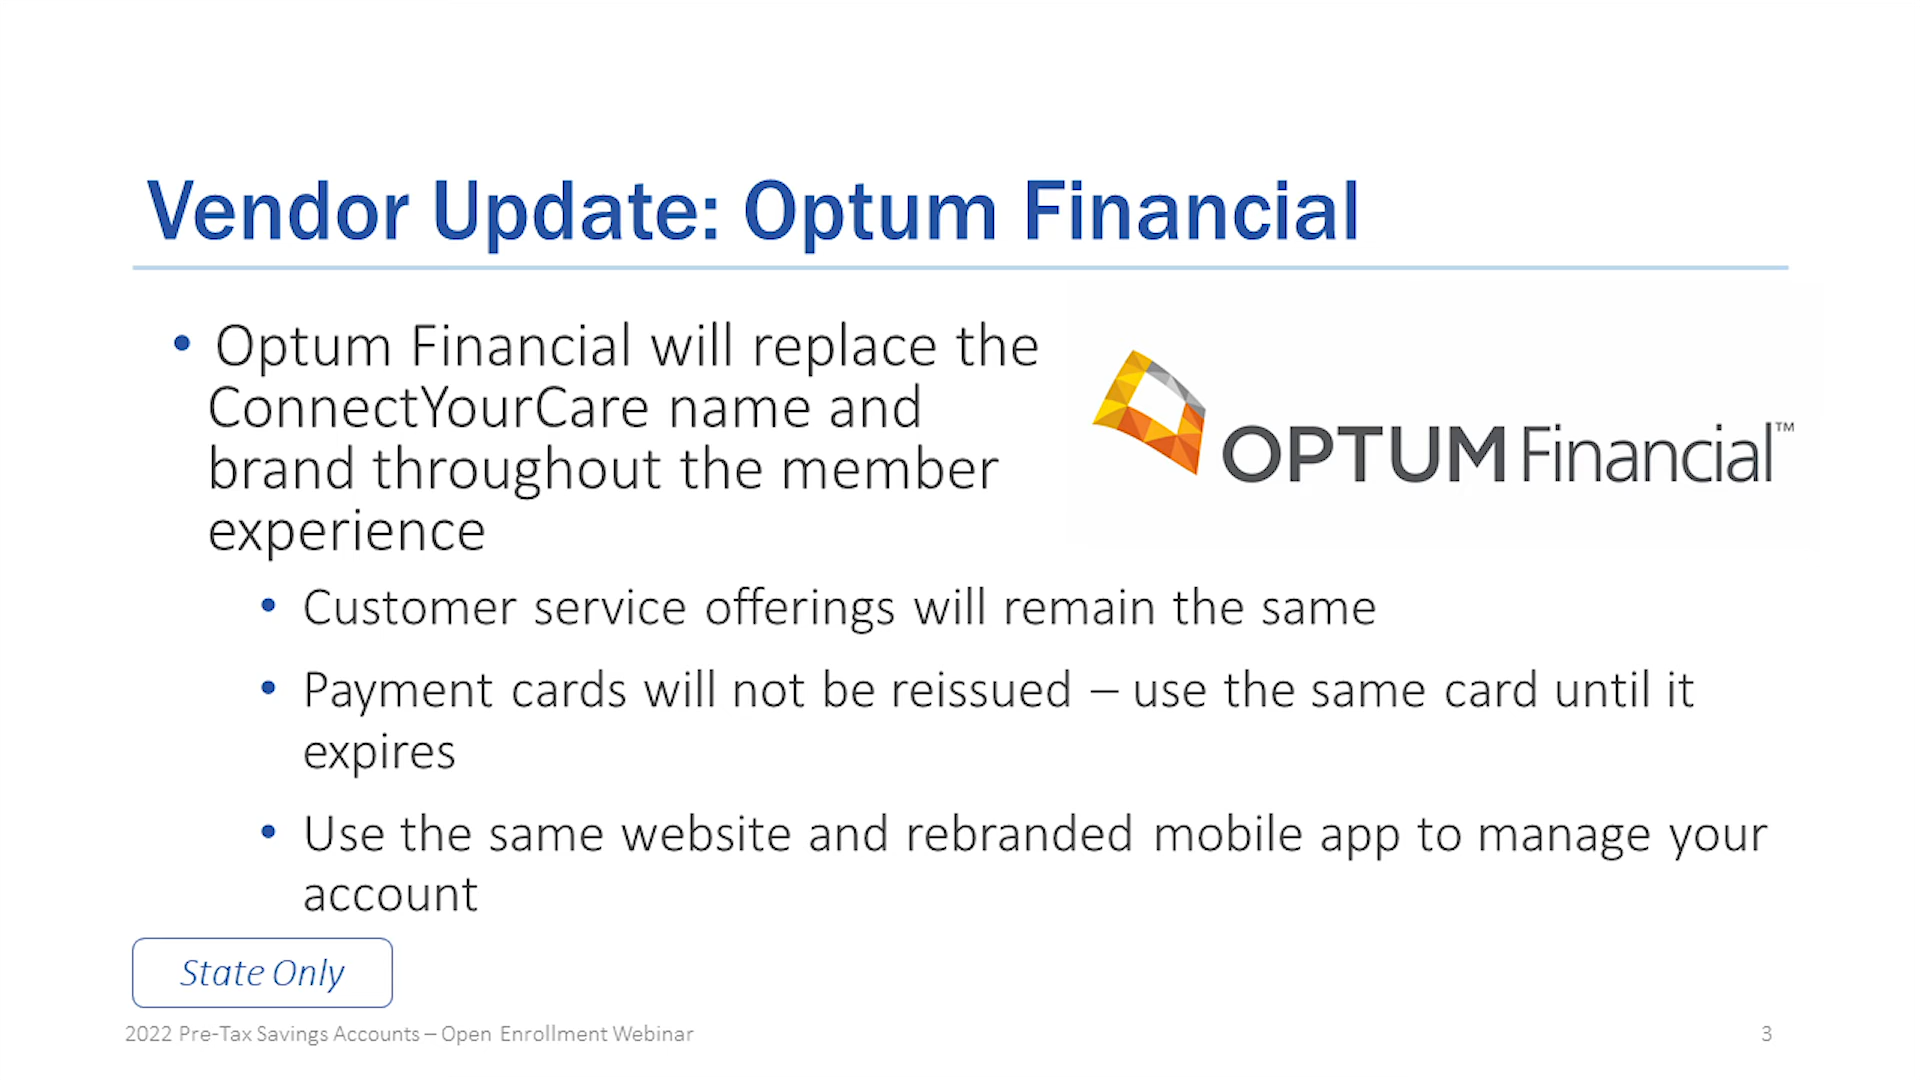 Vendor Update: Optum Financial
• Optum Financial will replace the
ConnectYourCare name and
brand throughout the member
experience
OPTUM Financial™
• Customer service offerings will remain the same
• Payment cards will not be reissued – use the same card until it
expires
• Use the same website and rebranded mobile app to manage your
account
State Only
2022 Pre-Tax Savings Accounts – Open Enrollment Webinar
3